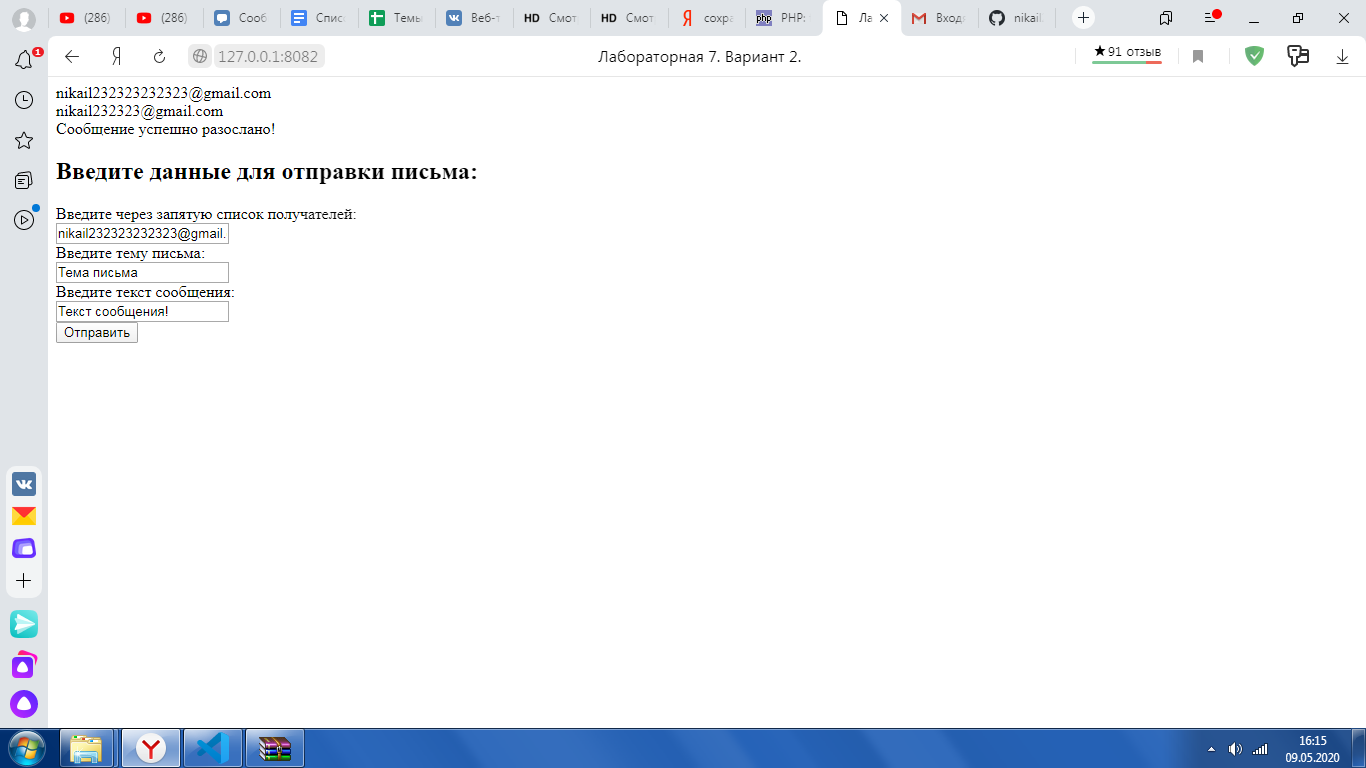 (286)
(286)
Сооб
Спис
Темы
Веб-т
HD Смот
HD Смот
сохра
php PHP:
Ла
Вход
nikail
127.0.0.1:8082
Лабораторная 7. Вариант 2.
★91 отзыв
1
nikail232323232323@gmail.com
nikail232323@gmail.com
Сообщение успешно разослано!
Введите данные для отправки письма:
Введите через запятую список получателей:
nikail232323232323@gmail.
Введите тему письма:
Тема письма
Введите текст сообщения:
Текст сообщения!
Отправить
16:15
09.05.2020